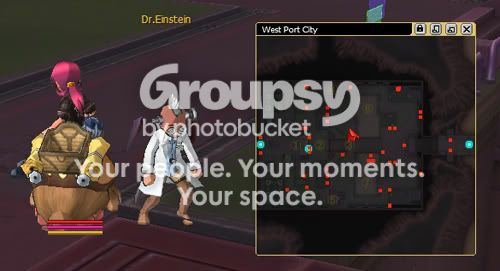 Dr.Einstein
West Port City
Groupsy
by photobucket
Your people. Your moments.
Your space.